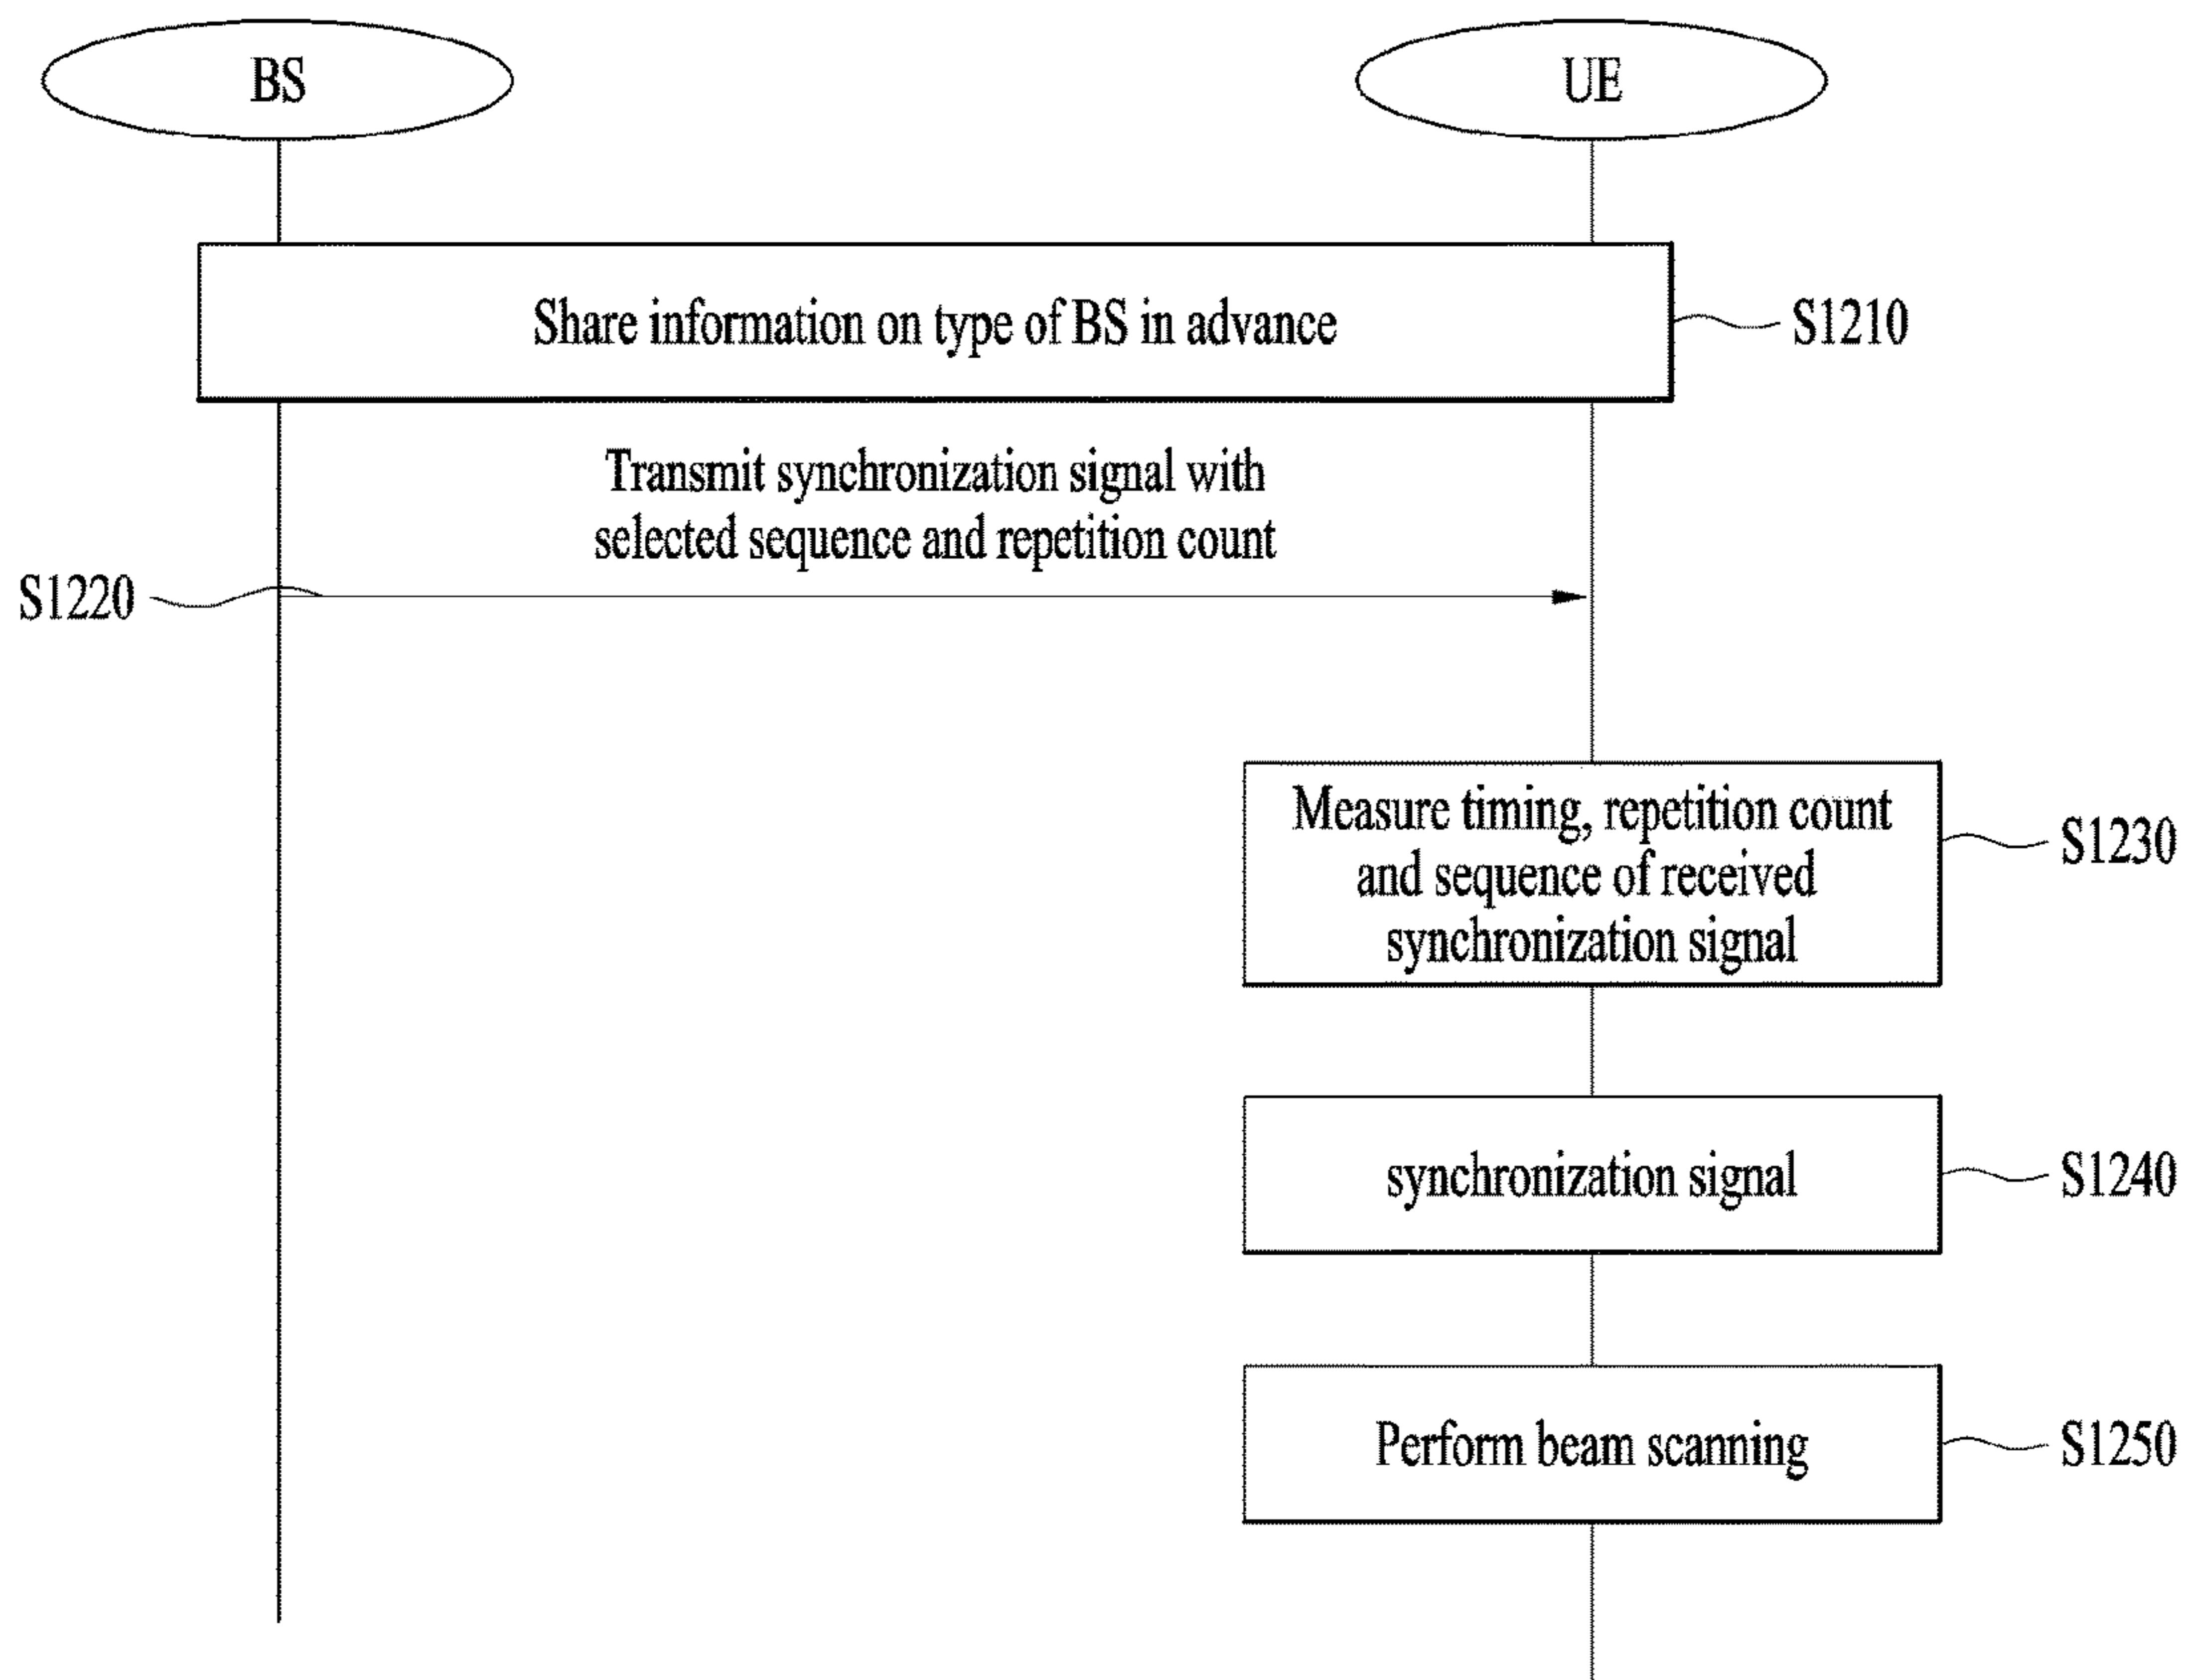 BS
UE
Share information on type of BS in advance
S1210
Transmit synchronization signal with
selected sequence and repetition count
S1220
Measure timing, repetition count
and sequence of received
synchronization signal
S1230
synchronization signal
S1240
Perform beam scanning
S1250